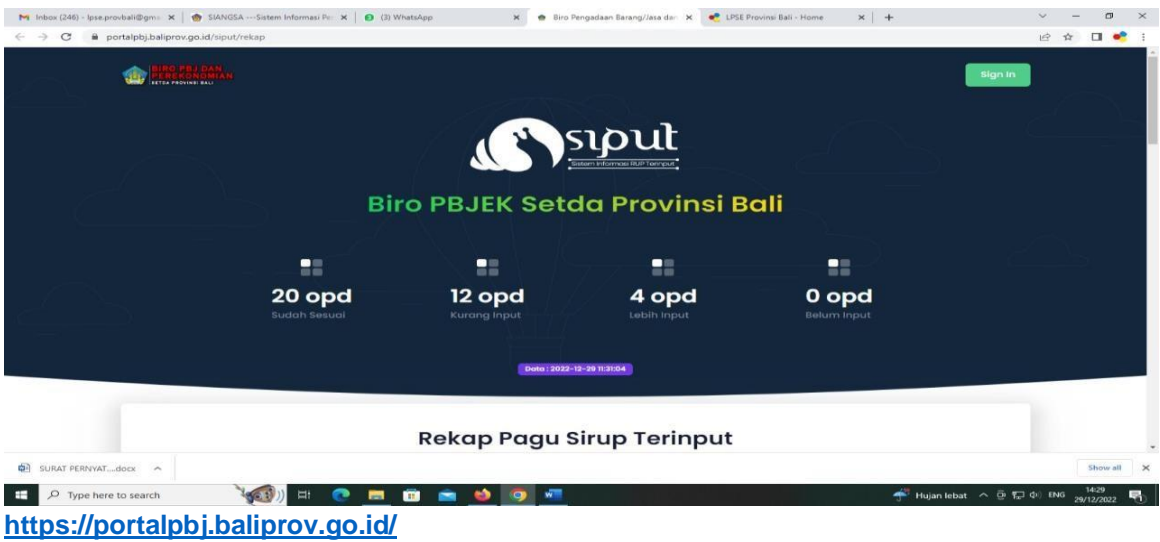 Inbox (246) - lpse.provbali@gma
SIANGSA ---Sistem Informasi Pe
(3) WhatsApp
Biro Pengadaan Barang/Jasa dan
LPSE Provinsi Bali - Home
portalpbj.baliprov.go.id/siput/rekap
BIRO PBJ DAN
PEREKONOMIAN
SETDA PROVINSI BALI
Sign In
siput
Sistem Informasi RUP Terinput
Biro PBJEK Setda Provinsi Bali
20 opd
12 opd
4 opd
0 opd
Sudah Sesuai
Kurang Input
Lebih Input
Belum Input
Data : 2022-12-29 11:31:04
Rekap Pagu Sirup Terinput
SURAT PERNYAT....docx
Show all
Type here to search
Hujan lebat
ENG
14:29
29/12/2022
https://portalpbj.baliprov.go.id/